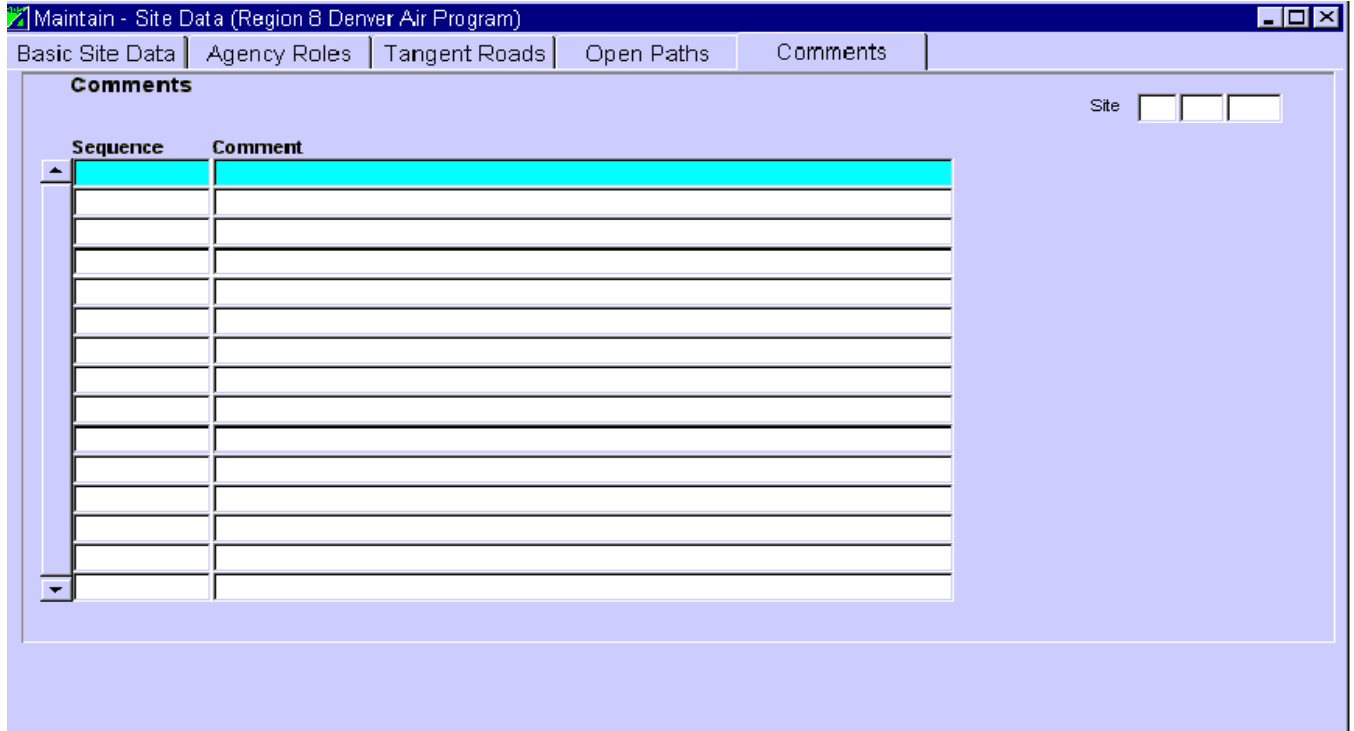 Maintain - Site Data (Region 8 Denver Air Program)
Basic Site Data Agency Roles Tangent Roads Open Paths Comments
Comments
Site
Sequence Comment